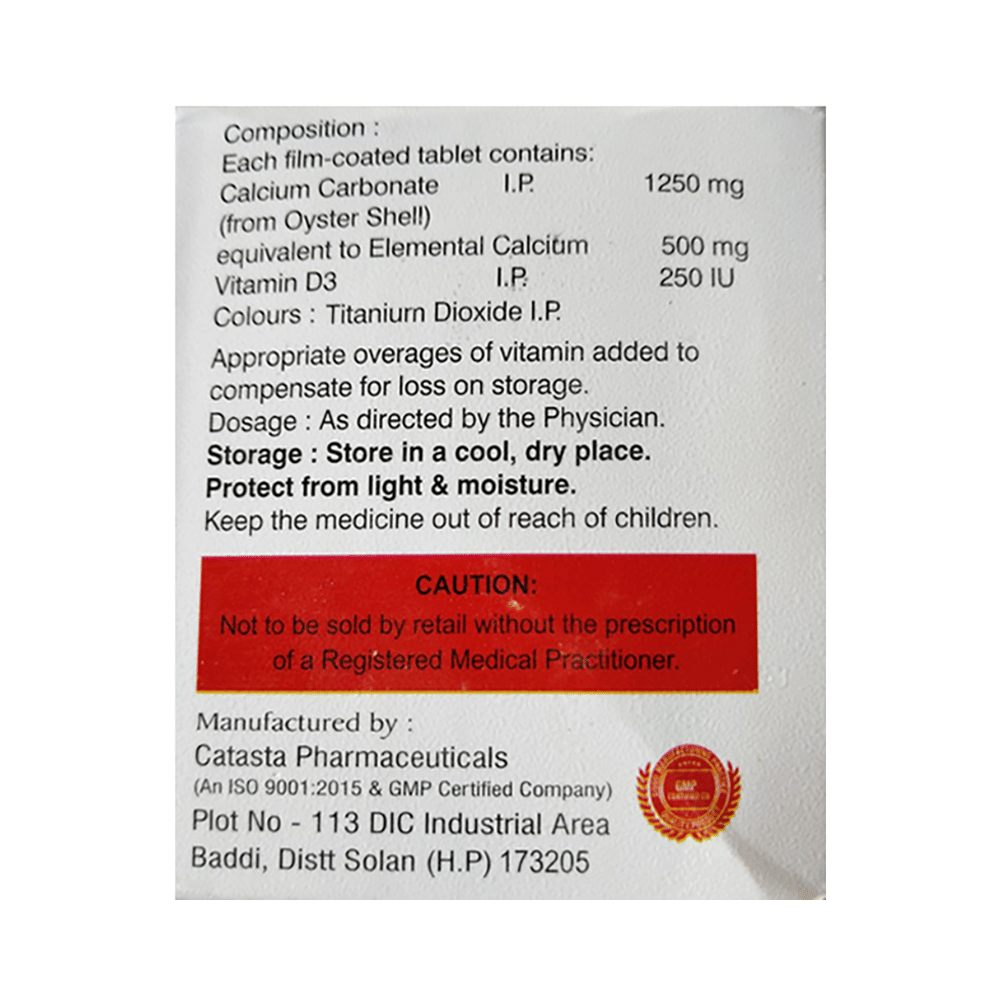 Composition :
Each film-coated tablet contains:
Calcium Carbonate I.P. 1250 mg
(from Oyster Shell)
equivalent to Elemental Calcium 500 mg
Vitamin D3 I.P. 250 IU
Colours : Titanium Dioxide I.P.
Appropriate overages of vitamin added to
compensate for loss on storage.
Dosage : As directed by the Physician.
Storage : Store in a cool, dry place.
Protect from light & moisture.
Keep the medicine out of reach of children.
CAUTION:
Not to be sold by retail without the prescription
of a Registered Medical Practitioner.
Manufactured by :
Catasta Pharmaceuticals
(An ISO 9001:2015 & GMP Certified Company)
Plot No - 113 DIC Industrial Area
Baddi, Distt Solan (H.P) 173205
GMP